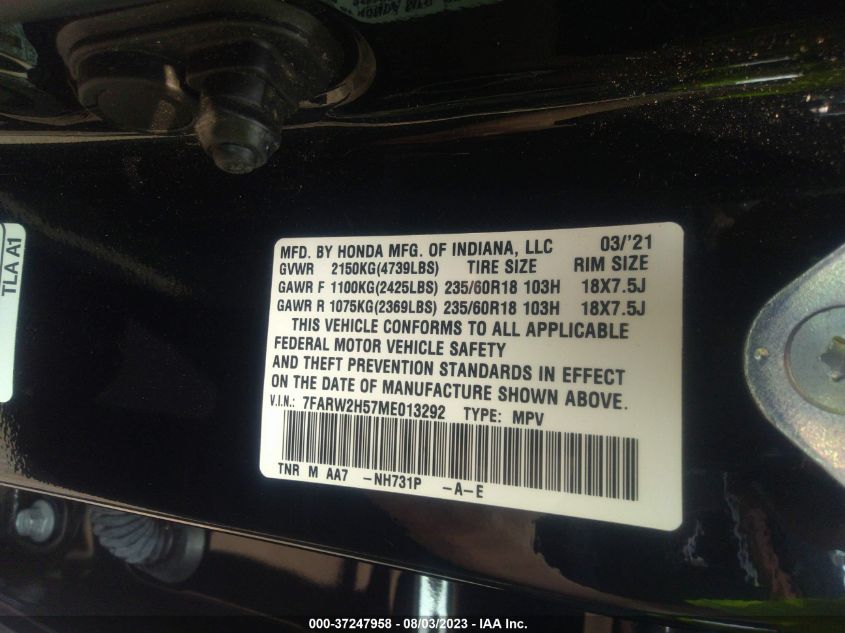 MFD. BY HONDA MFG. OF INDIANA, LLC 03/'21
GVWR 2150KG(4739LBS) TIRE SIZE RIM SIZE
GAWR F 1100KG(2425LBS) 235/60R18 103H 18X7.5J
GAWR R 1075KG(2369LBS) 235/60R18 103H 18X7.5J
THIS VEHICLE CONFORMS TO ALL APPLICABLE
FEDERAL MOTOR VEHICLE SAFETY
AND THEFT PREVENTION STANDARDS IN EFFECT
ON THE DATE OF MANUFACTURE SHOWN ABOVE.
V.I.N.: 7FARW2H57ME013292 TYPE: MPV
TNR M AA7 -NH731P -A-E
TLA A1
000-37247958 - 08/03/2023 - IAA Inc.